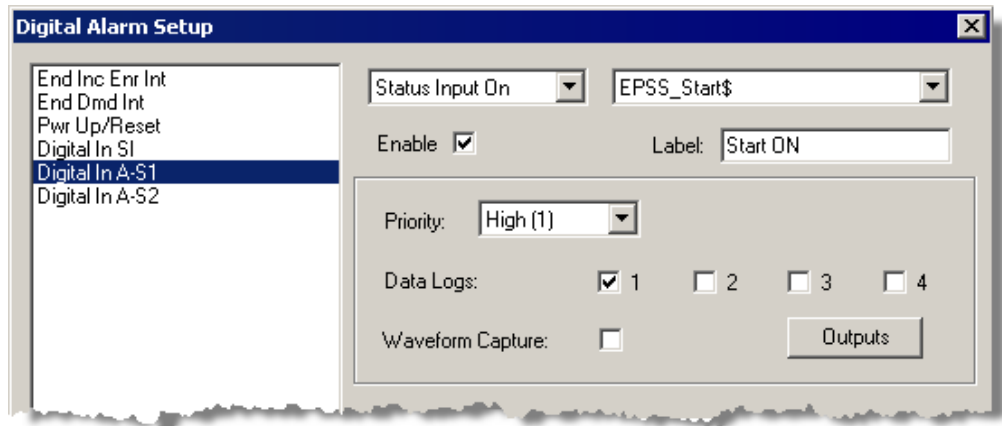 Digital Alarm Setup
End Inc Enr Int
End Dmd Int
Pwr Up/Reset
Digital In SI
Digital In A-S1
Digital In A-S2
Status Input On
EPSS_Start$
Enable
Label: Start ON
Priority: High (1)
Data Logs: 1 2 3 4
Waveform Capture:
Outputs